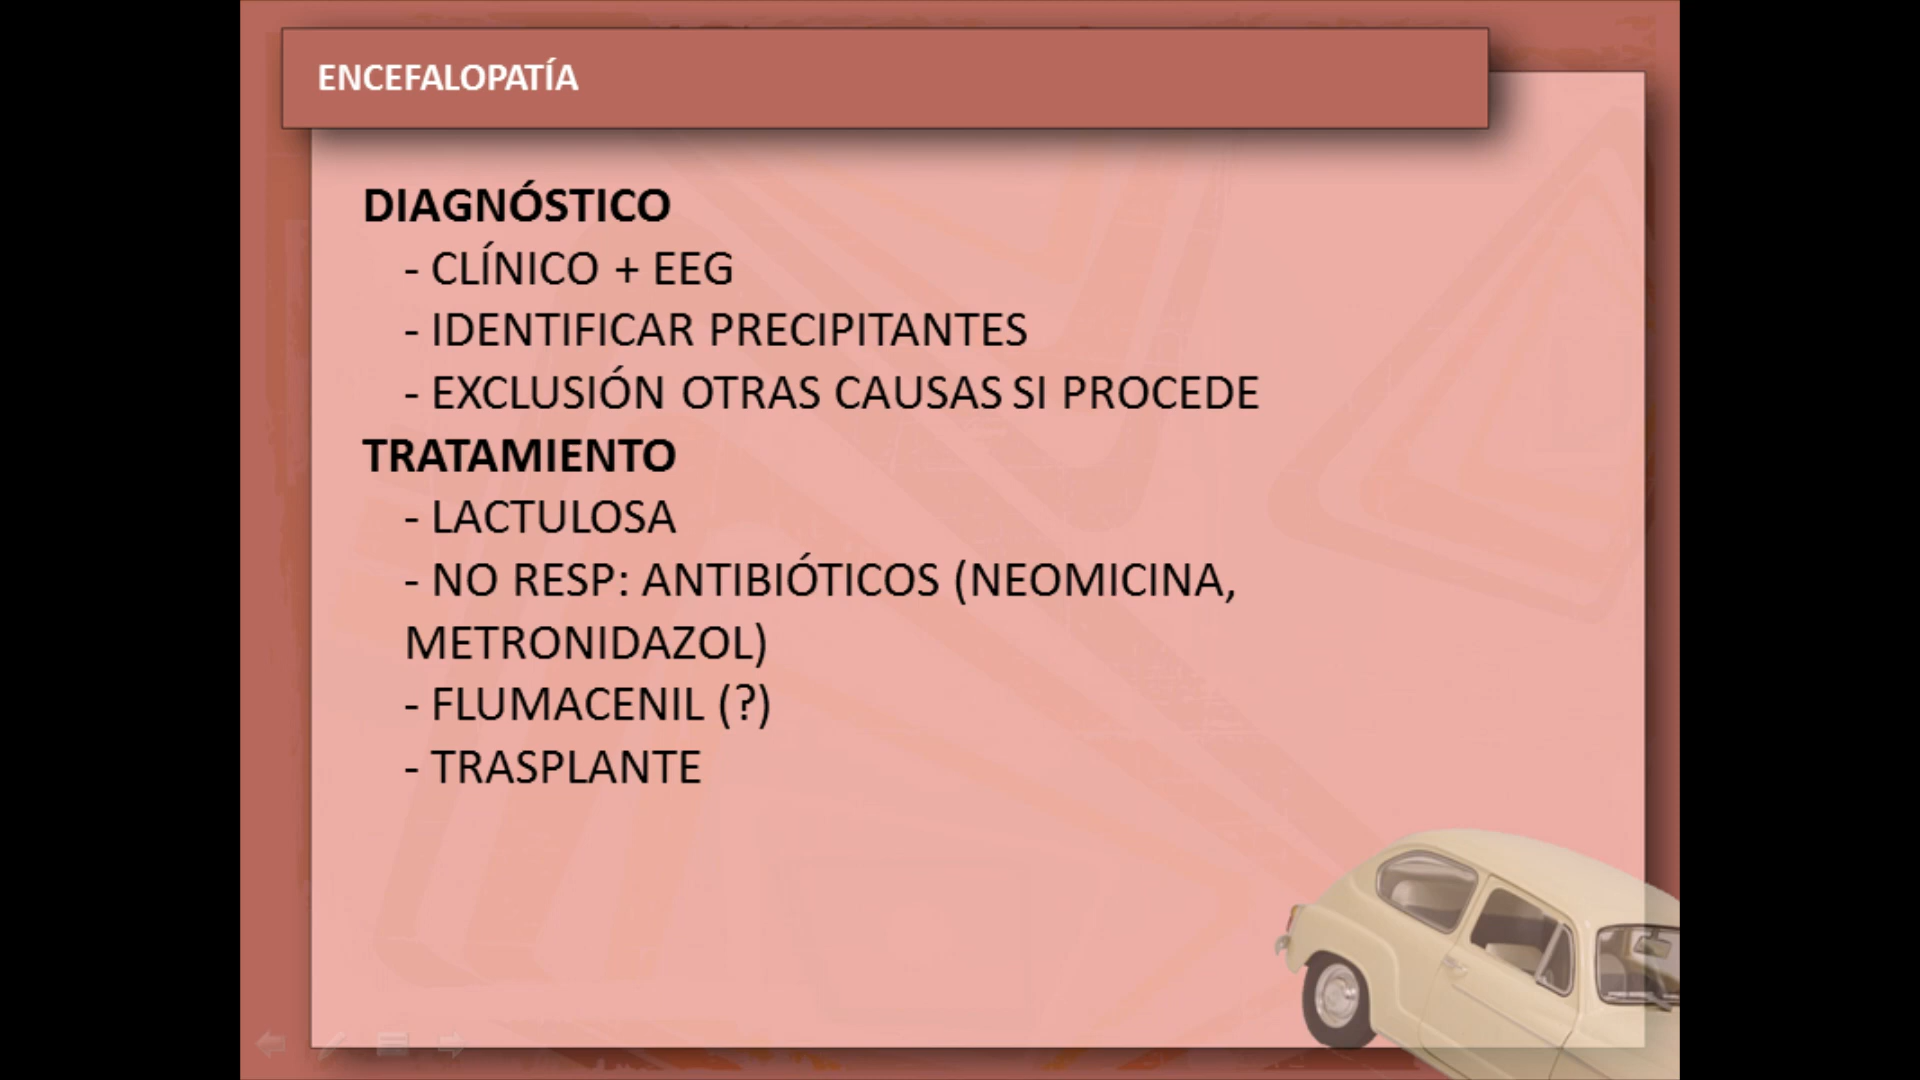 ENCEFALOPATÍA
DIAGNÓSTICO
- CLÍNICO + EEG
- IDENTIFICAR PRECIPITANTES
- EXCLUSIÓN OTRAS CAUSAS SI PROCEDE
TRATAMIENTO
- LACTULOSA
- NO RESP: ANTIBIÓTICOS (NEOMICINA,
METRONIDAZOL)
- FLUMACENIL (?)
- TRASPLANTE